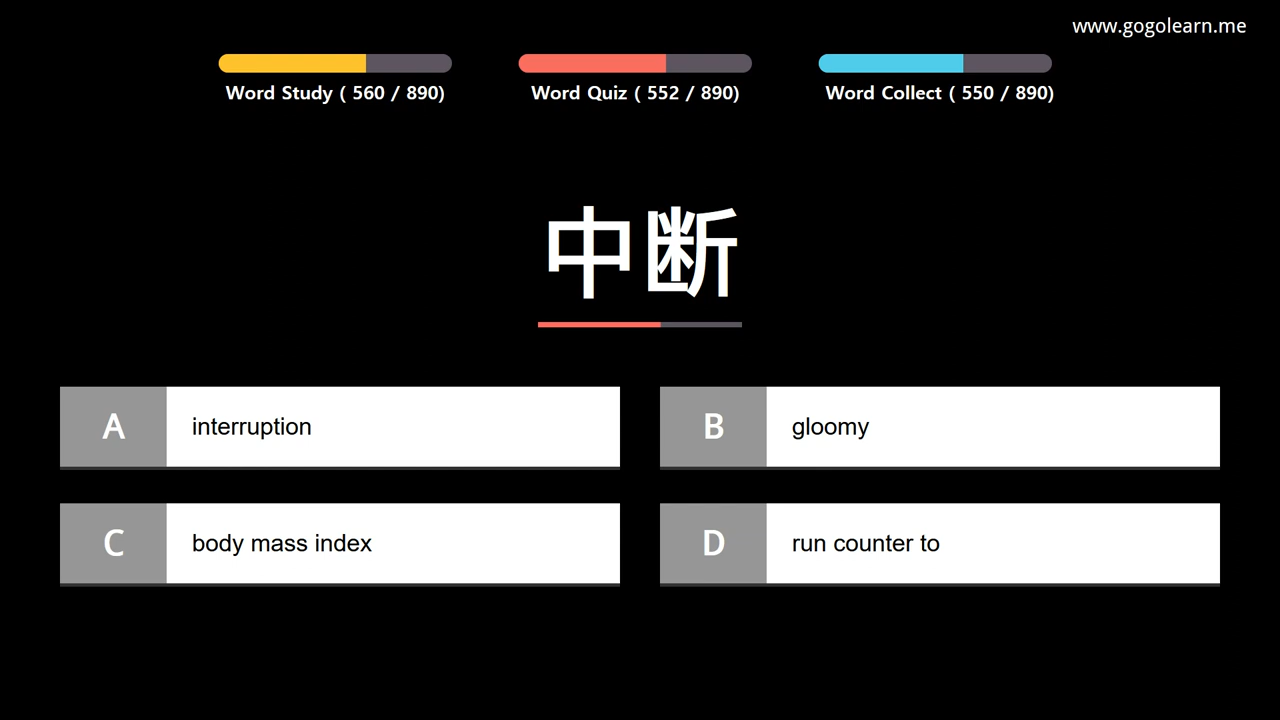 www.gogolearn.me
Word Study ( 560 / 890)
Word Quiz ( 552 / 890)
Word Collect ( 550 / 890)
中断
A interruption
B gloomy
C body mass index
D run counter to